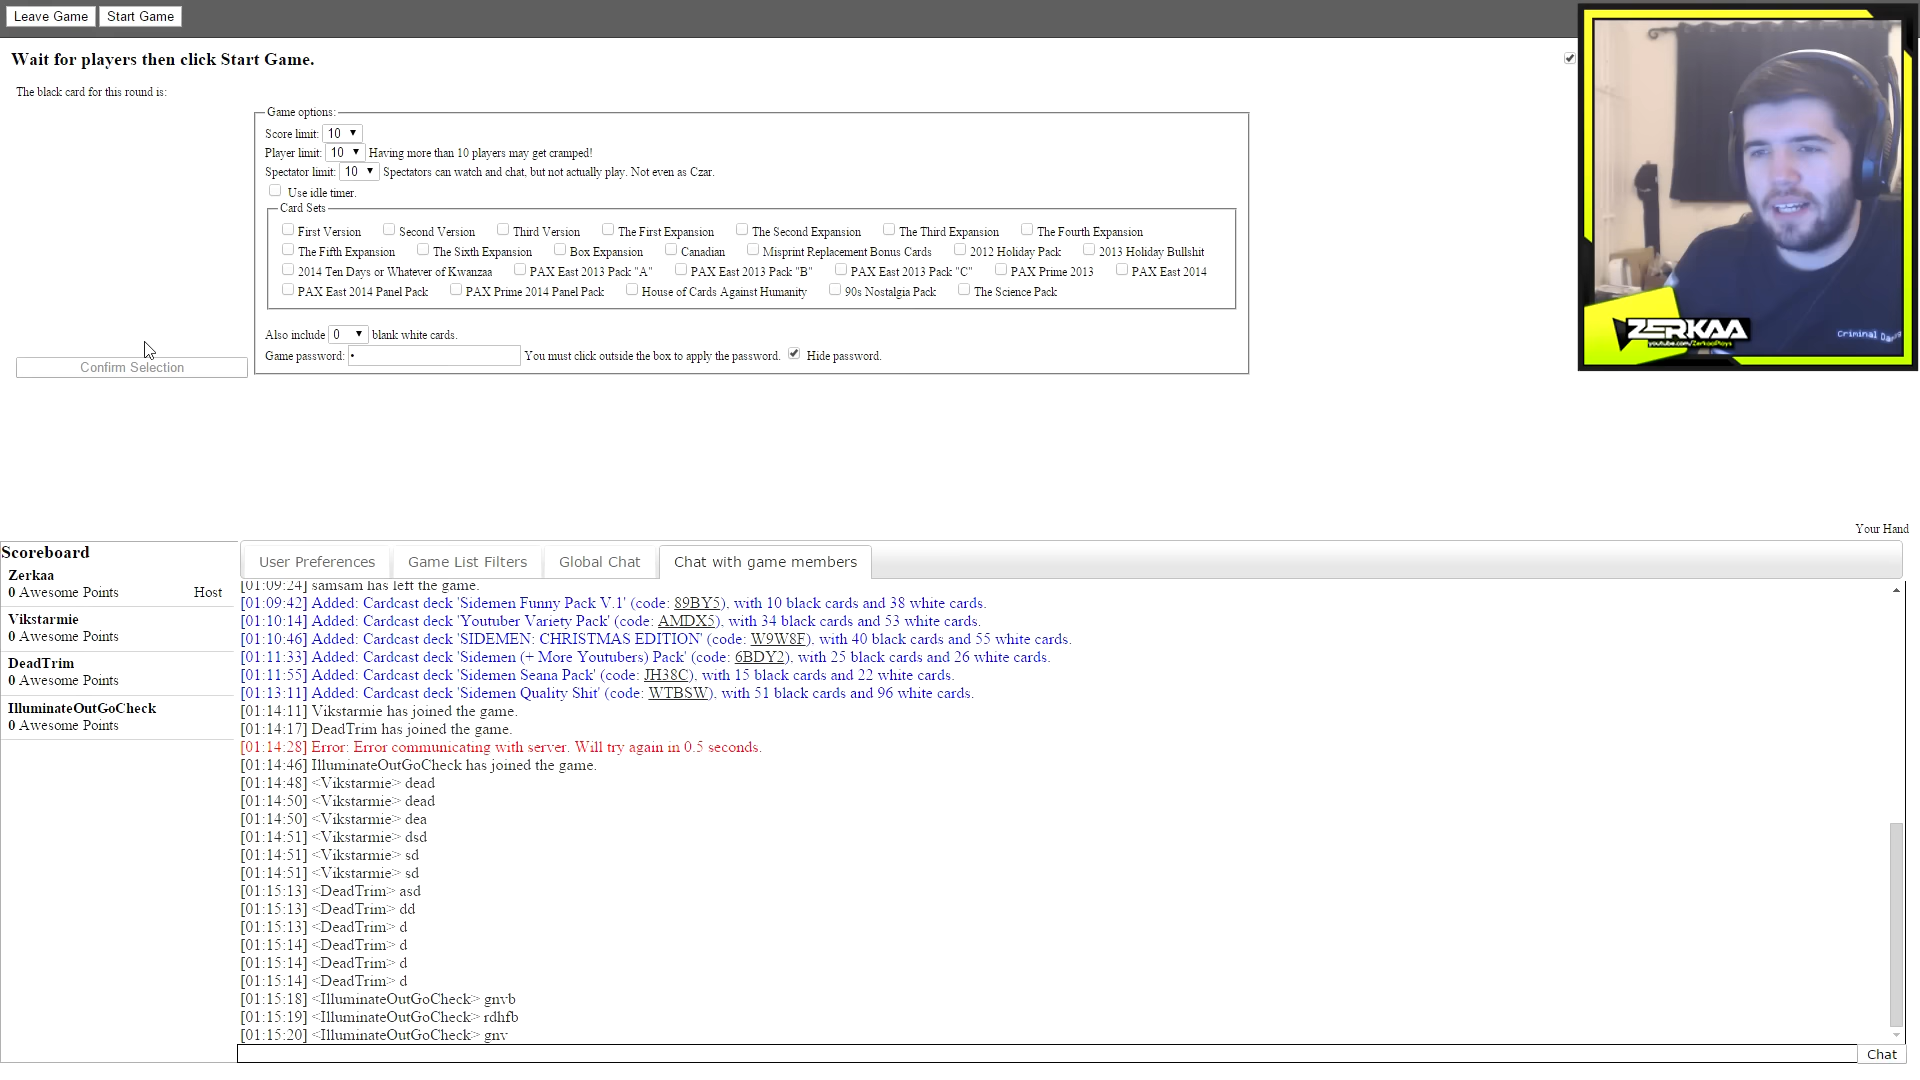 Leave Game Start Game
Wait for players then click Start Game.
The black card for this round is:
Game options:
Score limit: 10
Player limit: 10 Having more than 10 players may get cramped!
Spectator limit: 10 Spectators can watch and chat, but not actually play. Not even as Czar.
Use idle timer.
Card Sets
First Version Second Version Third Version The First Expansion The Second Expansion The Third Expansion The Fourth Expansion
The Fifth Expansion The Sixth Expansion Box Expansion Canadian Misprint Replacement Bonus Cards 2012 Holiday Pack 2013 Holiday Bullshit
2014 Ten Days or Whatever of Kwanzaa PAX East 2013 Pack "A" PAX East 2013 Pack "B" PAX East 2013 Pack "C" PAX Prime 2013 PAX East 2014
PAX East 2014 Panel Pack PAX Prime 2014 Panel Pack House of Cards Against Humanity 90s Nostalgia Pack The Science Pack
Also include 0 blank white cards.
Game password: • You must click outside the box to apply the password. Hide password.
Confirm Selection
ZERKAA
youtube.com/ZerkaaPlays
Criminal
Your Hand
Scoreboard
Zerkaa
0 Awesome Points Host
Vikstarmie
0 Awesome Points
DeadTrim
0 Awesome Points
IlluminateOutGoCheck
0 Awesome Points
User Preferences Game List Filters Global Chat Chat with game members
[01:09:24] samsam has left the game.
[01:09:42] Added: Cardcast deck 'Sidemen Funny Pack V.1' (code: 89BY5), with 10 black cards and 38 white cards.
[01:10:14] Added: Cardcast deck 'Youtuber Variety Pack' (code: AMDX5), with 34 black cards and 53 white cards.
[01:10:46] Added: Cardcast deck 'SIDEMEN: CHRISTMAS EDITION' (code: W9W8F), with 40 black cards and 55 white cards.
[01:11:33] Added: Cardcast deck 'Sidemen (+ More Youtubers) Pack' (code: 6BDY2), with 25 black cards and 26 white cards.
[01:11:55] Added: Cardcast deck 'Sidemen Seana Pack' (code: JH38C), with 15 black cards and 22 white cards.
[01:13:11] Added: Cardcast deck 'Sidemen Quality Shit' (code: WTBSW), with 51 black cards and 96 white cards.
[01:14:11] Vikstarmie has joined the game.
[01:14:17] DeadTrim has joined the game.
[01:14:28] Error: Error communicating with server. Will try again in 0.5 seconds.
[01:14:46] IlluminateOutGoCheck has joined the game.
[01:14:48] <Vikstarmie> dead
[01:14:50] <Vikstarmie> dead
[01:14:50] <Vikstarmie> dea
[01:14:51] <Vikstarmie> dsd
[01:14:51] <Vikstarmie> sd
[01:14:51] <Vikstarmie> sd
[01:15:13] <DeadTrim> asd
[01:15:13] <DeadTrim> dd
[01:15:13] <DeadTrim> d
[01:15:14] <DeadTrim> d
[01:15:14] <DeadTrim> d
[01:15:14] <DeadTrim> d
[01:15:18] <IlluminateOutGoCheck> gnvb
[01:15:19] <IlluminateOutGoCheck> rdhfb
[01:15:20] <IlluminateOutGoCheck> gnv
Chat